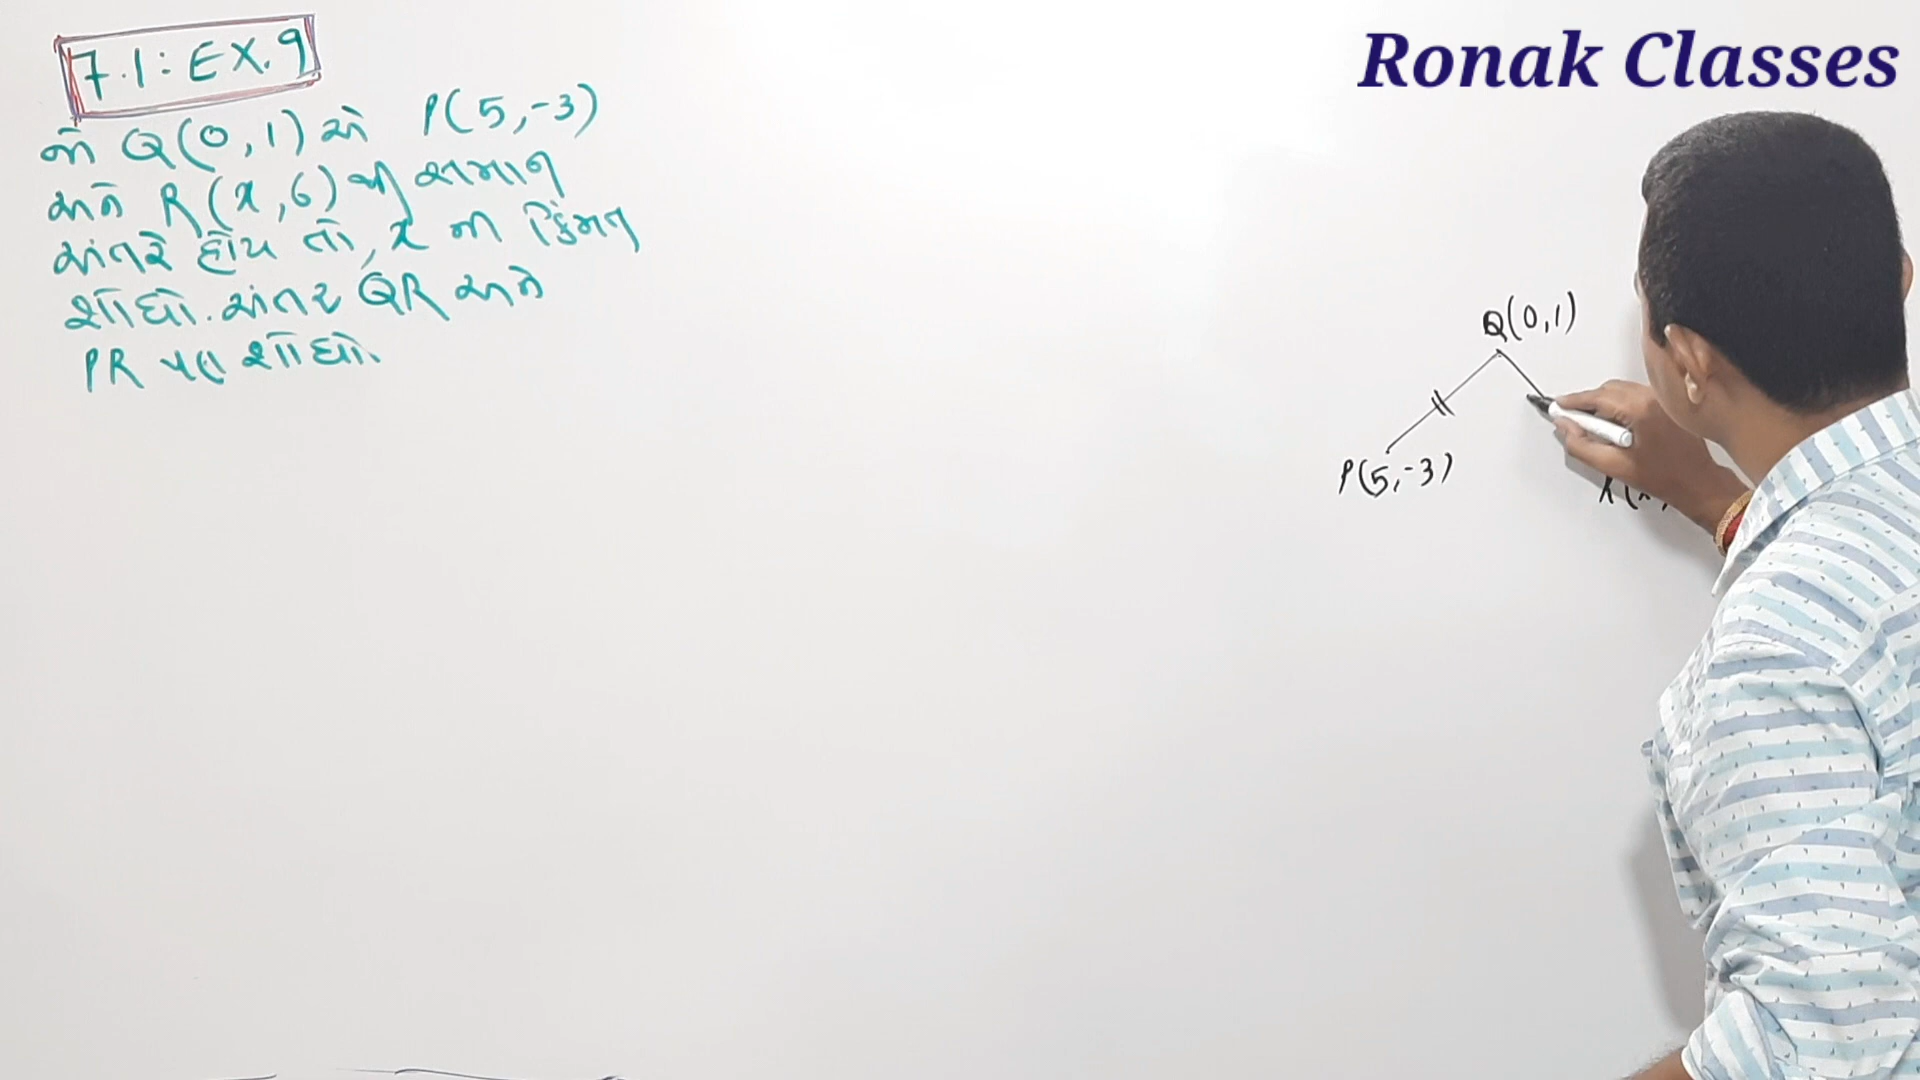 7.1: EX.9
Ronak Classes
જો Q(0,1) એ P(5,-3)
અને R(x,6) થી સમાન
અંતરે હોય તો, x ની કિંમત
શોધો. અંતર QR અને
PR પણ શોધો.
Q(0,1)
P(5,-3)